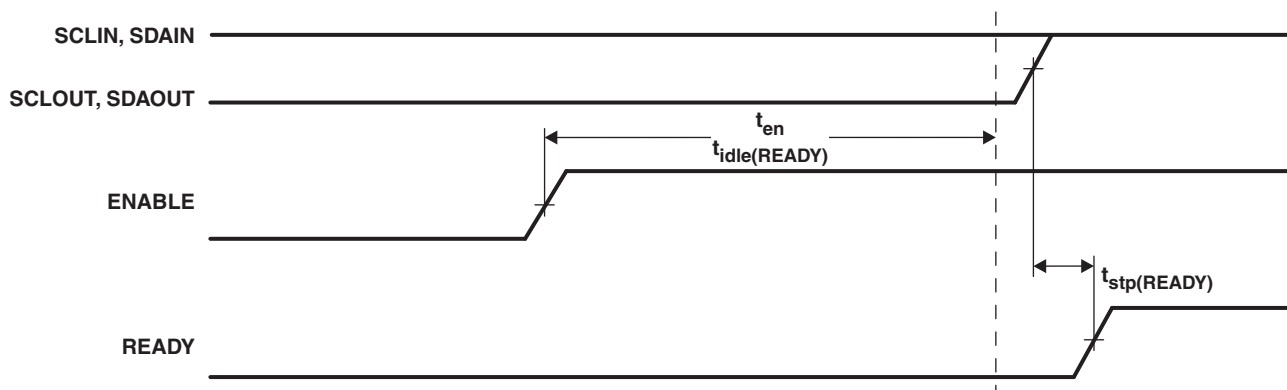 SCLIN, SDAIN
SCLOUT, SDAOUT
t_en
t_idle(READY)
ENABLE
t_stp(READY)
READY